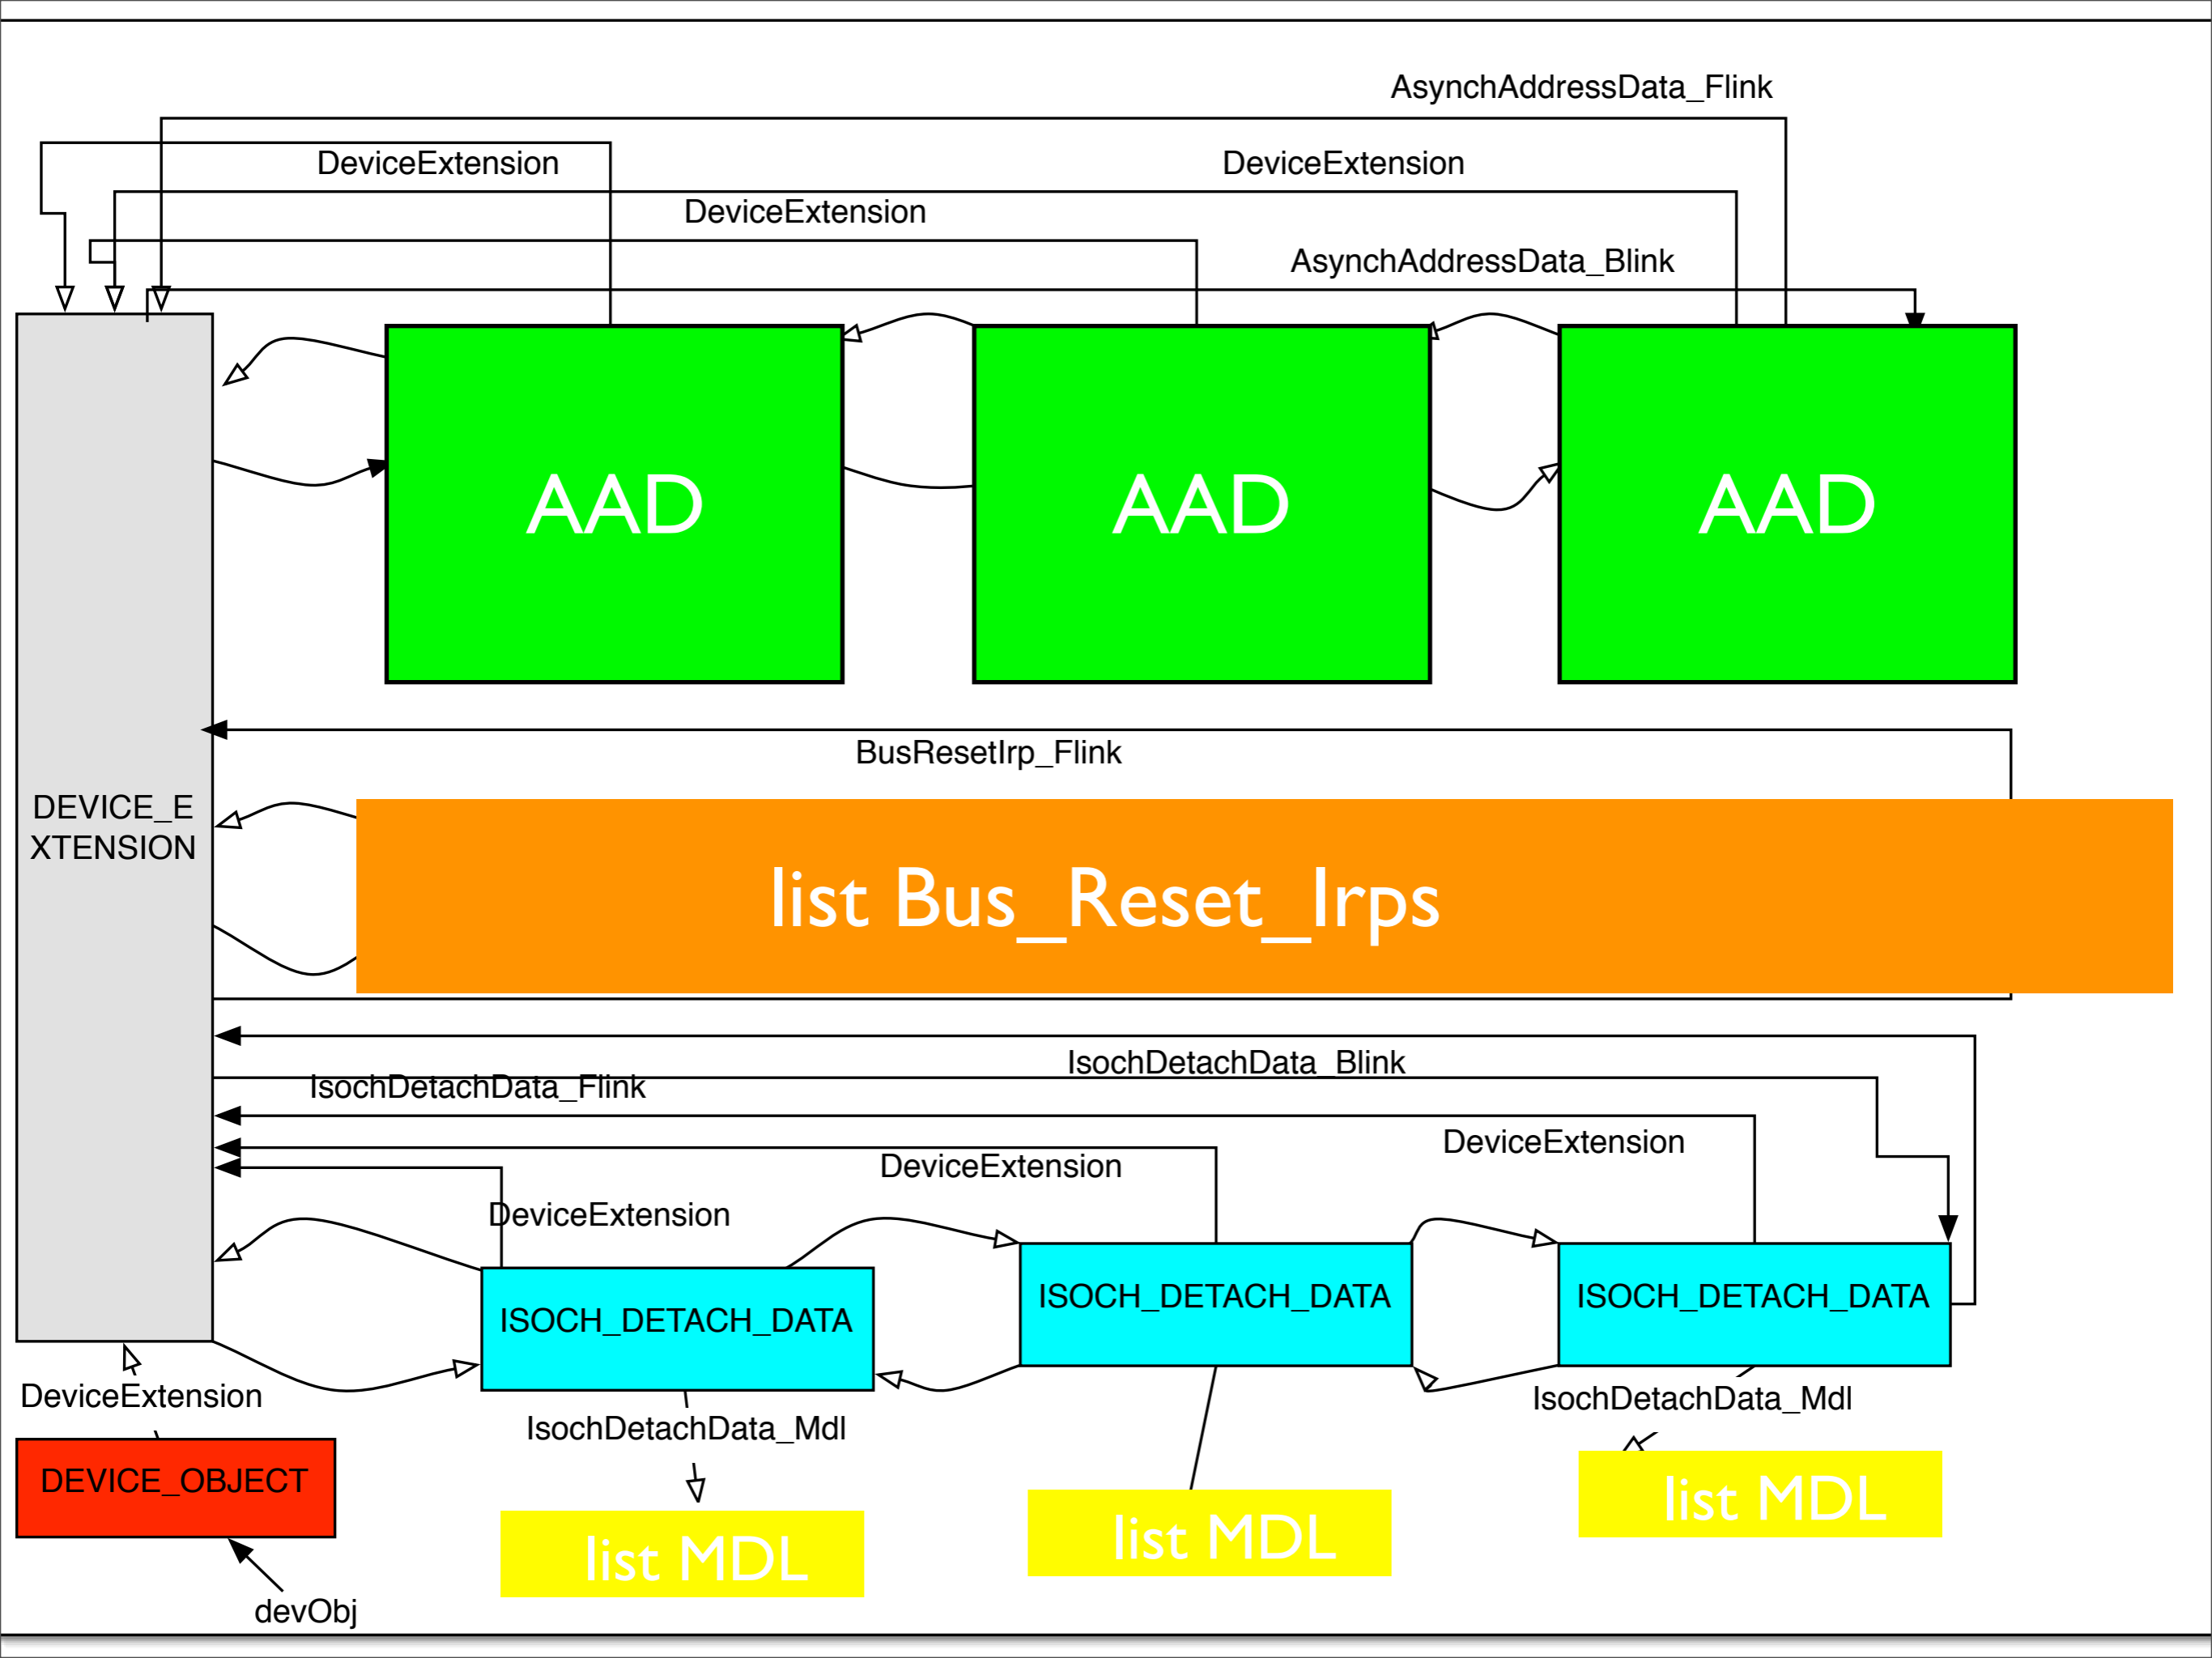 AsynchAddressData_Flink
DeviceExtension
DeviceExtension
DeviceExtension
AsynchAddressData_Blink
AAD
AAD
AAD
BusResetIrp_Flink
DEVICE_E
XTENSION
list Bus_Reset_Irps
IsochDetachData_Blink
IsochDetachData_Flink
DeviceExtension
DeviceExtension
DeviceExtension
ISOCH_DETACH_DATA
ISOCH_DETACH_DATA
ISOCH_DETACH_DATA
DeviceExtension
IsochDetachData_Mdl
IsochDetachData_Mdl
DEVICE_OBJECT
list MDL
list MDL
list MDL
devObj